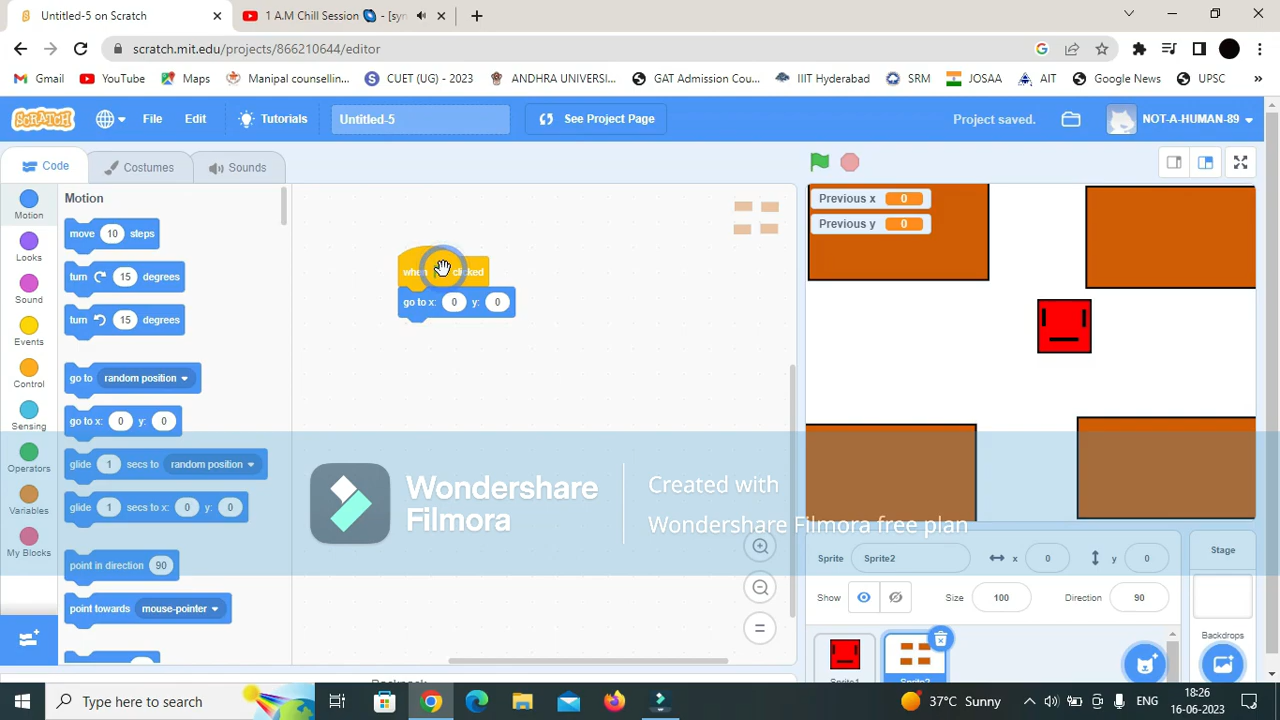 Untitled-5 on Scratch
1 A.M Chill Session
[syn
scratch.mit.edu/projects/866210644/editor
Gmail
YouTube
Maps
Manipal counsellin...
CUET (UG) - 2023
ANDHRA UNIVERSI...
GAT Admission Cou...
IIIT Hyderabad
SRM
JOSAA
AIT
Google News
UPSC
»
SCRATCH
File
Edit
Tutorials
Untitled-5
See Project Page
Project saved.
NOT-A-HUMAN-89
Code
Costumes
Sounds
Motion
Looks
Sound
Events
Control
Sensing
Operators
Variables
My Blocks
Motion
move 10 steps
turn 15 degrees
turn 15 degrees
go to random position
go to x: 0 y: 0
glide 1 secs to random position
glide 1 secs to x: 0 y: 0
point in direction 90
point towards mouse-pointer
when clicked
go to x: 0 y: 0
Previous x 0
Previous y 0
Wondershare
Filmora
Created with
Wondershare Filmora free plan
Sprite Sprite2
x 0
y 0
Show
Size 100
Direction 90
Sprite1
Sprite2
Stage
Backdrops
Type here to search
37°C Sunny
ENG
18:26
16-06-2023